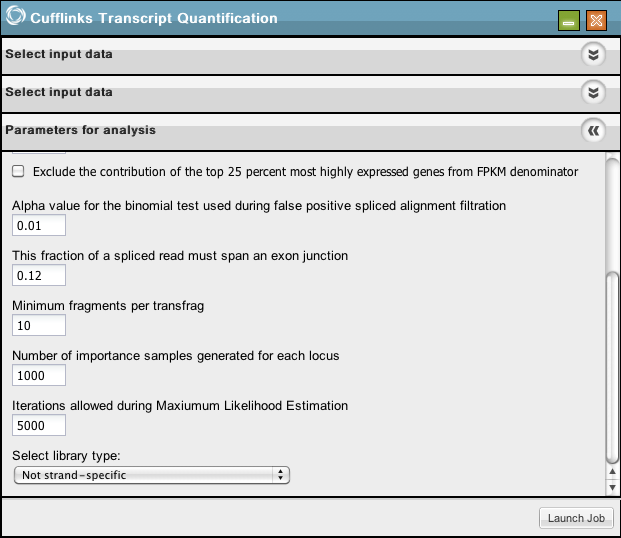 Cufflinks Transcript Quantification
Select input data
Select input data
Parameters for analysis
Exclude the contribution of the top 25 percent most highly expressed genes from FPKM denominator
Alpha value for the binomial test used during false positive spliced alignment filtration
0.01
This fraction of a spliced read must span an exon junction
0.12
Minimum fragments per transfrag
10
Number of importance samples generated for each locus
1000
Iterations allowed during Maxiumum Likelihood Estimation
5000
Select library type:
Not strand-specific
Launch Job